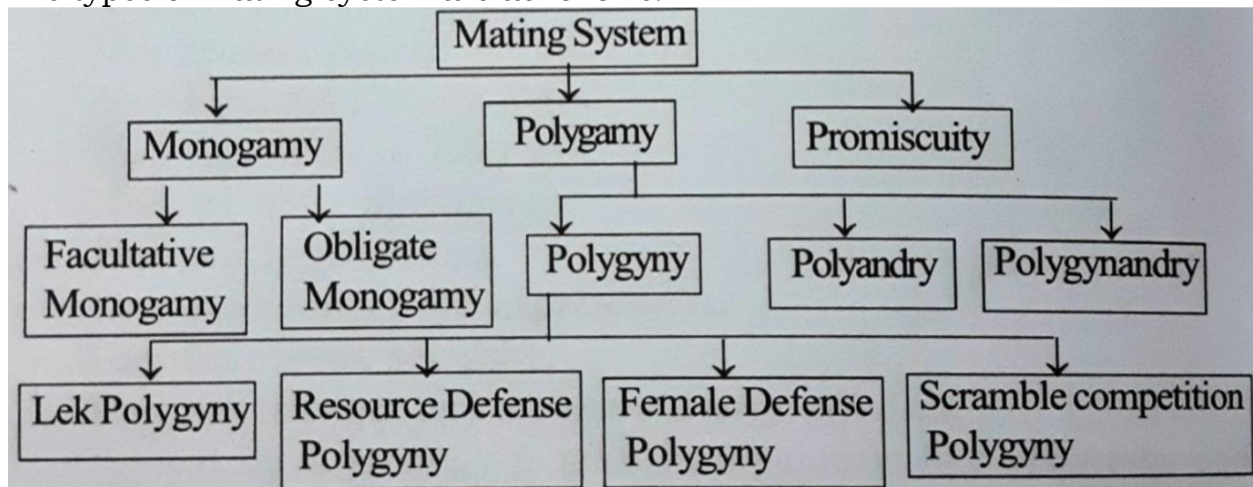 Mating System
Monogamy
Polygamy
Promiscuity
Facultative
Monogamy
Obligate
Monogamy
Polygyny
Polyandry
Polygynandry
Lek Polygyny
Resource Defense
Polygyny
Female Defense
Polygyny
Scramble competition
Polygyny